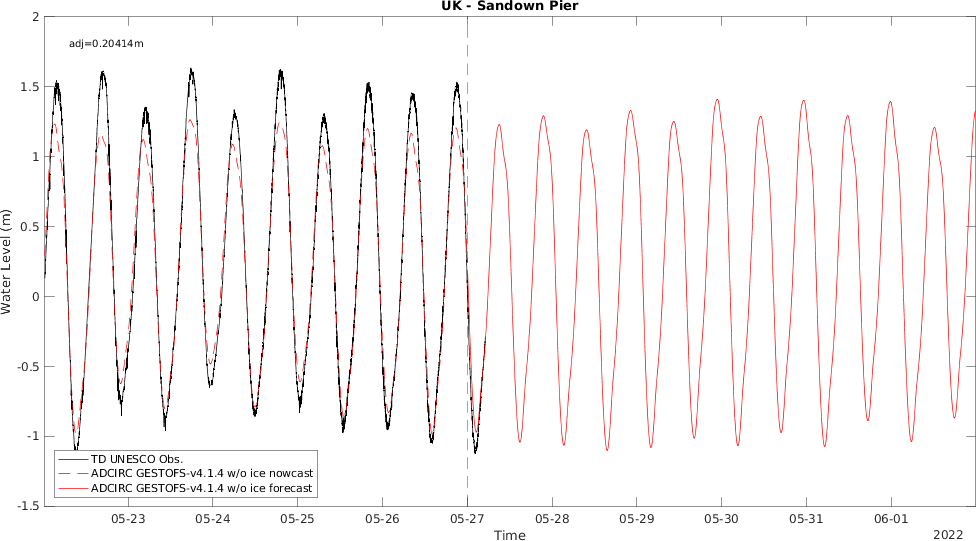 UK - Sandown Pier
adj=0.20414m
2
1.5
1
0.5
0
-0.5
-1
-1.5
Water Level (m)
TD UNESCO Obs.
ADCIRC GESTOFS-v4.1.4 w/o ice nowcast
ADCIRC GESTOFS-v4.1.4 w/o ice forecast
05-23 05-24 05-25 05-26 05-27 05-28 05-29 05-30 05-31 06-01
Time
2022